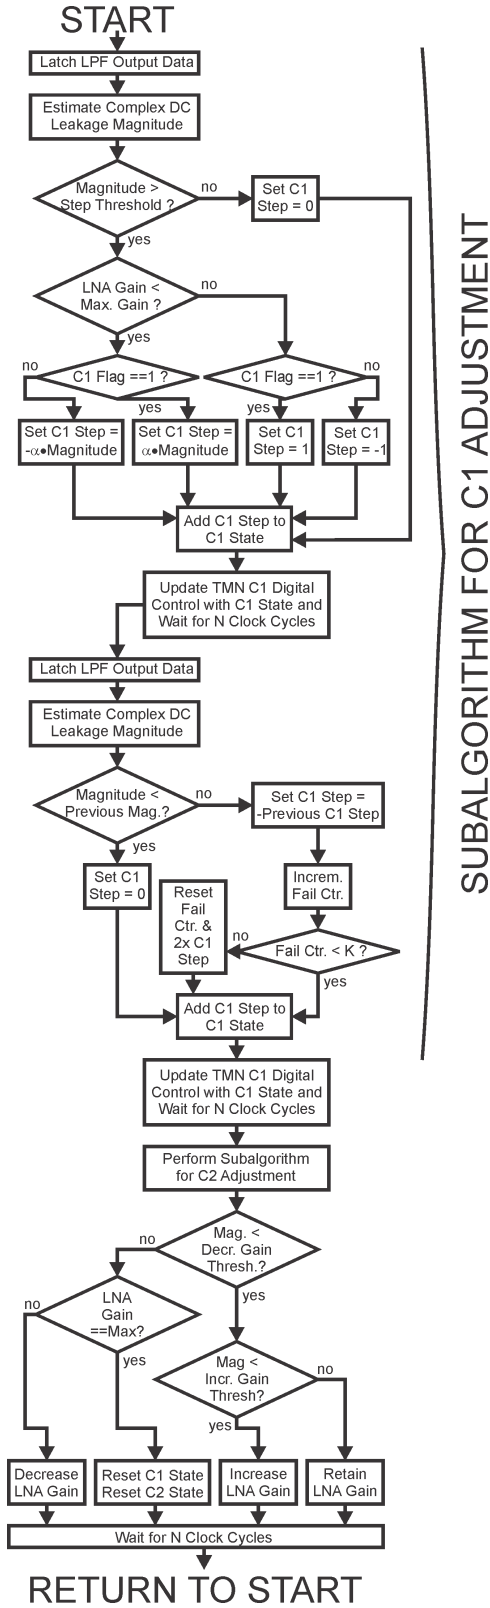 START
Latch LPF Output Data
Estimate Complex DC
Leakage Magnitude
Magnitude >
Step Threshold ?
no
Set C1
Step = 0
yes
LNA Gain <
Max. Gain ?
no
yes
no
C1 Flag ==1 ?
yes
C1 Flag ==1 ?
no
yes
Set C1 Step =
-α•Magnitude
Set C1 Step =
α•Magnitude
Set C1
Step = 1
Set C1
Step = -1
Add C1 Step to
C1 State
Update TMN C1 Digital
Control with C1 State and
Wait for N Clock Cycles
Latch LPF Output Data
Estimate Complex DC
Leakage Magnitude
Magnitude <
Previous Mag.?
no
Set C1 Step =
-Previous C1 Step
yes
Set C1
Step = 0
Reset
Fail
Ctr. &
2x C1
Step
Increm.
Fail Ctr.
no
Fail Ctr. < K ?
yes
Add C1 Step to
C1 State
Update TMN C1 Digital
Control with C1 State and
Wait for N Clock Cycles
SUBALGORITHM FOR C1 ADJUSTMENT
Perform Subalgorithm
for C2 Adjustment
Mag. <
Decr. Gain
Thresh.?
no
yes
LNA
Gain
==Max?
no
yes
Mag <
Incr. Gain
Thresh?
no
yes
Decrease
LNA Gain
Reset C1 State
Reset C2 State
Increase
LNA Gain
Retain
LNA Gain
Wait for N Clock Cycles
RETURN TO START